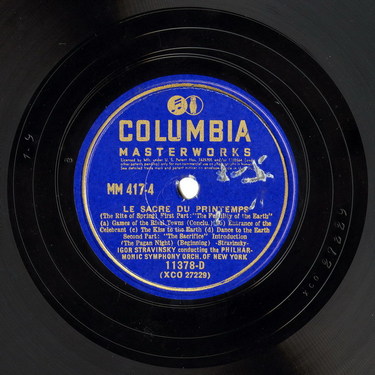 COLUMBIA
MASTERWORKS
MM 417-4
LE SACRE DU PRINTEMPS
(The Rite of Spring) First Part: "The Fertility of the Earth"
(a) Games of the Rival Towns (Conclusion) (b) Entrance of the
Celebrant (c) The Kiss to the Earth (d) Dance to the Earth
Second Part: "The Sacrifice" Introduction
(The Pagan Night) (Beginning) -Stravinsky-
IGOR STRAVINSKY conducting the PHILHAR-
MONIC SYMPHONY ORCH. OF NEW YORK
11378-D
(XCO 27229)